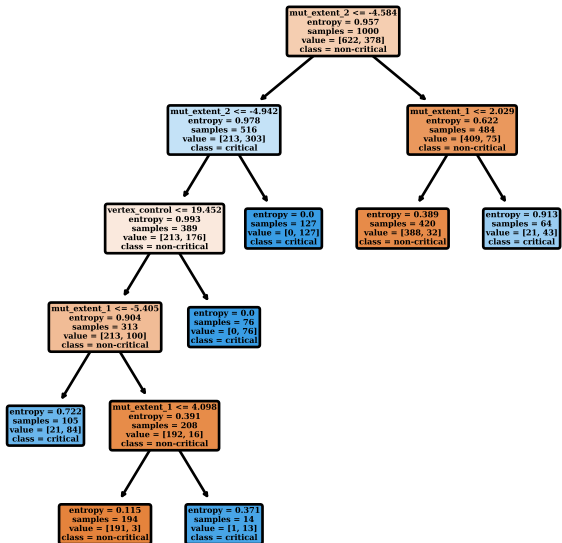 mut_extent_2 <= -4.584
entropy = 0.957
samples = 1000
value = [622, 378]
class = non-critical
mut_extent_2 <= -4.942
entropy = 0.978
samples = 516
value = [213, 303]
class = critical
mut_extent_1 <= 2.029
entropy = 0.622
samples = 484
value = [409, 75]
class = non-critical
vertex_control <= 19.452
entropy = 0.993
samples = 389
value = [213, 176]
class = non-critical
entropy = 0.0
samples = 127
value = [0, 127]
class = critical
entropy = 0.389
samples = 420
value = [388, 32]
class = non-critical
entropy = 0.913
samples = 64
value = [21, 43]
class = critical
mut_extent_1 <= -5.405
entropy = 0.904
samples = 313
value = [213, 100]
class = non-critical
entropy = 0.0
samples = 76
value = [0, 76]
class = critical
entropy = 0.722
samples = 105
value = [21, 84]
class = critical
mut_extent_1 <= 4.098
entropy = 0.391
samples = 208
value = [192, 16]
class = non-critical
entropy = 0.115
samples = 194
value = [191, 3]
class = non-critical
entropy = 0.371
samples = 14
value = [1, 13]
class = critical